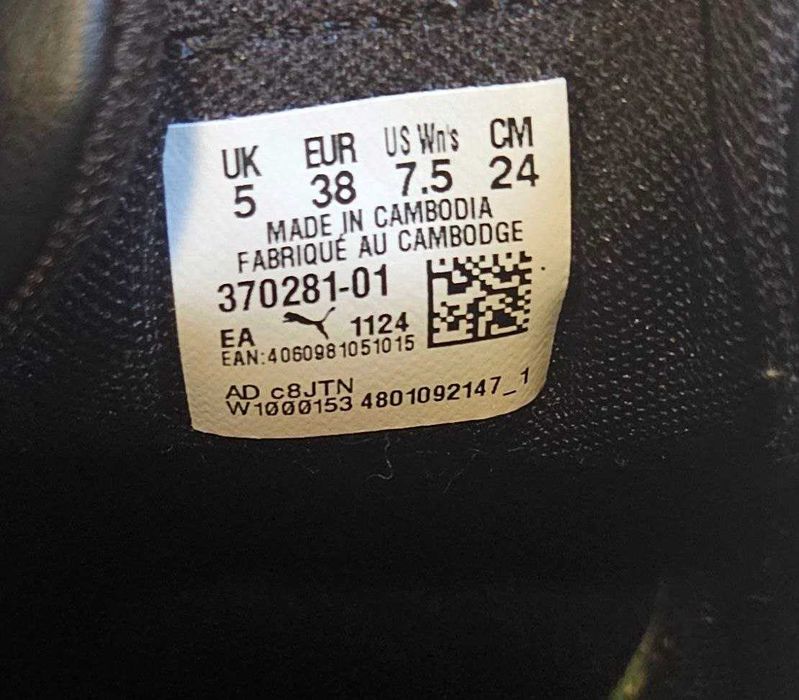 UK EUR US Wn's CM
5 38 7.5 24
MADE IN CAMBODIA
FABRIQUÉ AU CAMBODGE
370281-01
EA 1124
EAN:4060981051015
AD c8JTN
W1000153 4801092147_1